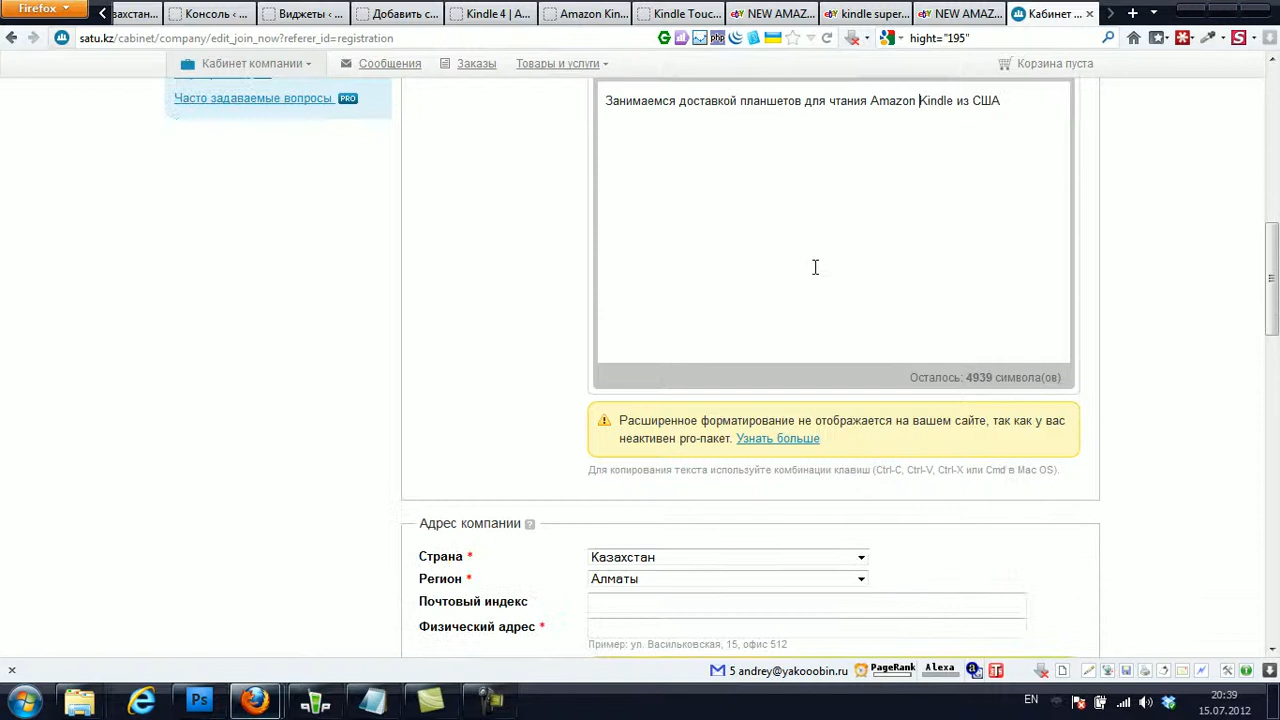 Firefox
вахстан...
Консоль ‹ ...
Виджеты ‹ ...
Добавить с...
Kindle 4 | A...
Amazon Kin...
Kindle Touc...
NEW AMAZ...
kindle super...
NEW AMAZ...
Кабинет ...
satu.kz/cabinet/company/edit_join_now?referer_id=registration
hight="195"
Кабинет компании
Сообщения
Заказы
Товары и услуги
Корзина пуста
Часто задаваемые вопросы PRO
Занимаемся доставкой планшетов для чтания Amazon Kindle из США
Осталось: 4939 символа(ов)
Расширенное форматирование не отображается на вашем сайте, так как у вас
неактивен pro-пакет. Узнать больше
Для копирования текста используйте комбинации клавиш (Ctrl-C, Ctrl-V, Ctrl-X или Cmd в Mac OS).
Адрес компании ?
Страна *
Казахстан
Регион *
Алматы
Почтовый индекс
Физический адрес *
Пример: ул. Васильковская, 15, офис 512
5 andrey@yakooobin.ru
PageRank
Alexa
Ps
EN
20:39
15.07.2012